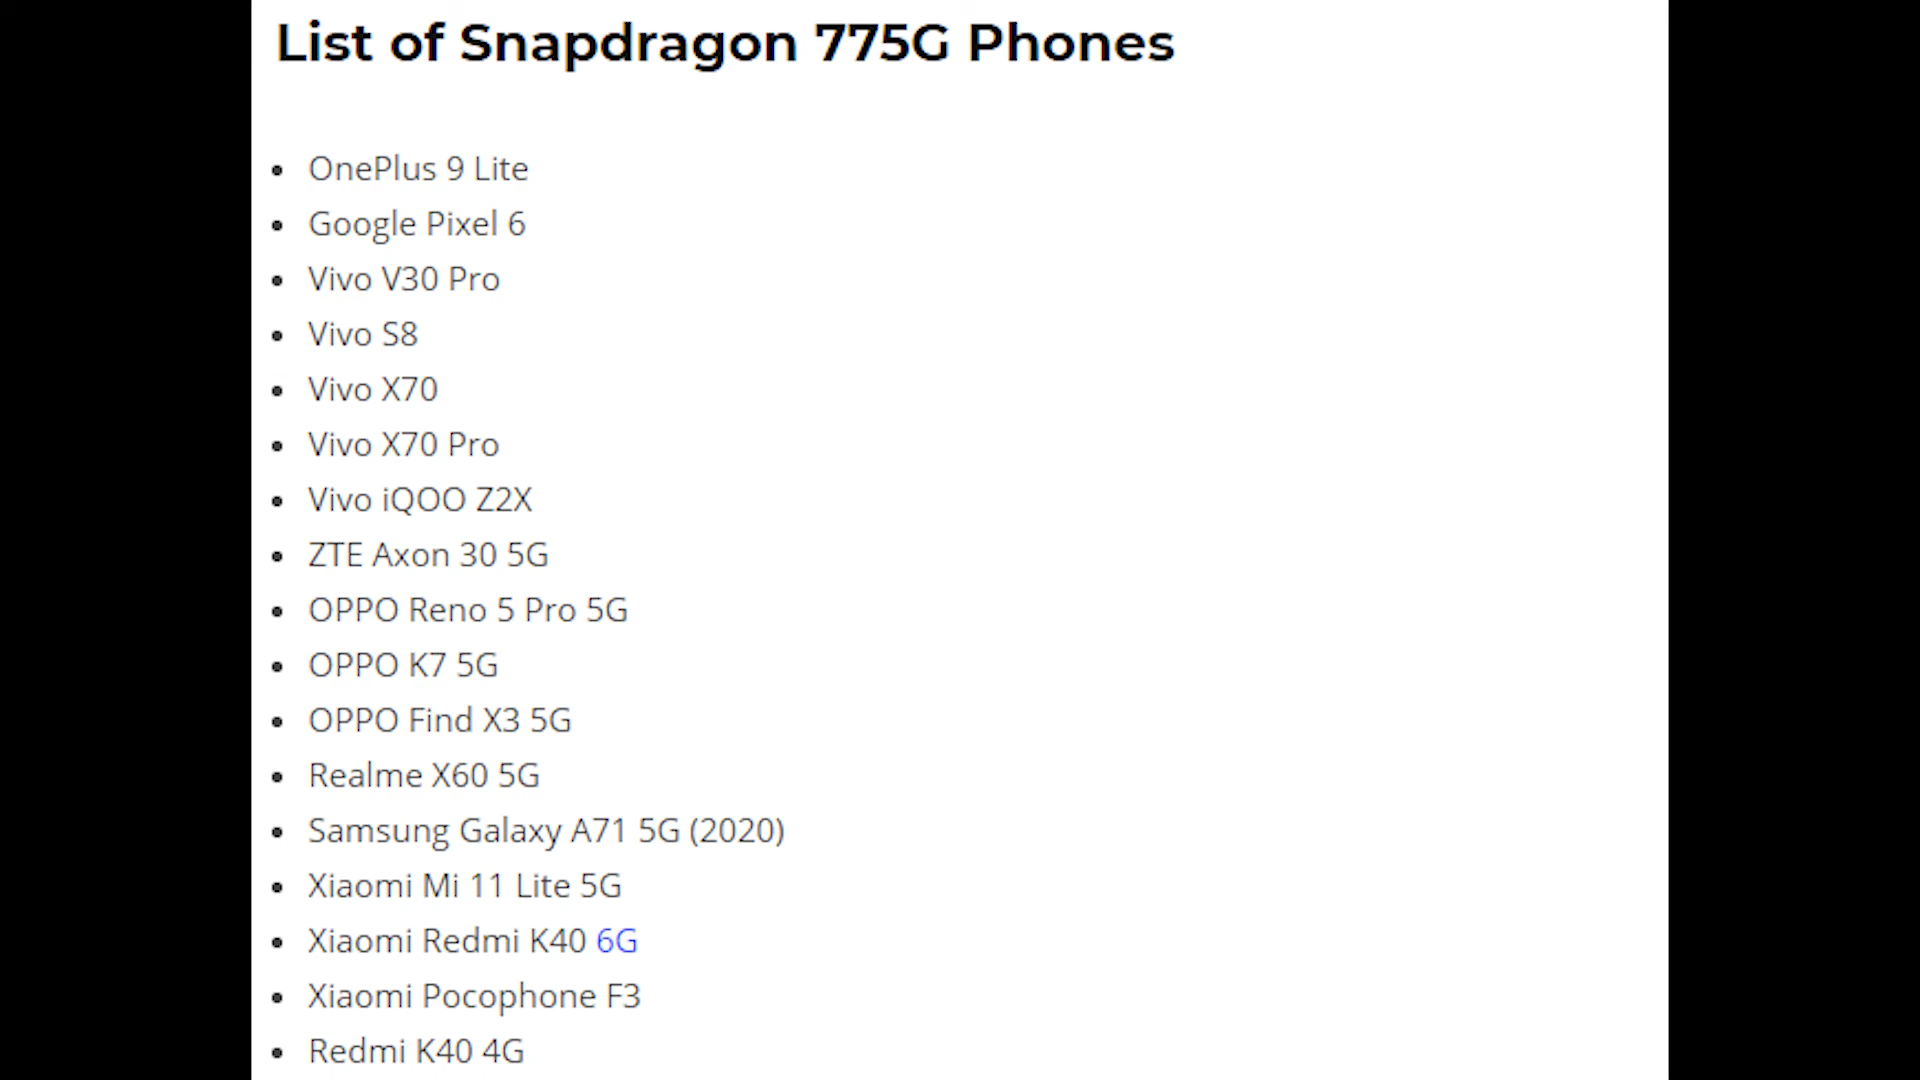 List of Snapdragon 775G Phones
OnePlus 9 Lite
Google Pixel 6
Vivo V30 Pro
Vivo S8
Vivo X70
Vivo X70 Pro
Vivo iQOO Z2X
ZTE Axon 30 5G
OPPO Reno 5 Pro 5G
OPPO K7 5G
OPPO Find X3 5G
Realme X60 5G
Samsung Galaxy A71 5G (2020)
Xiaomi Mi 11 Lite 5G
Xiaomi Redmi K40 6G
Xiaomi Pocophone F3
Redmi K40 4G